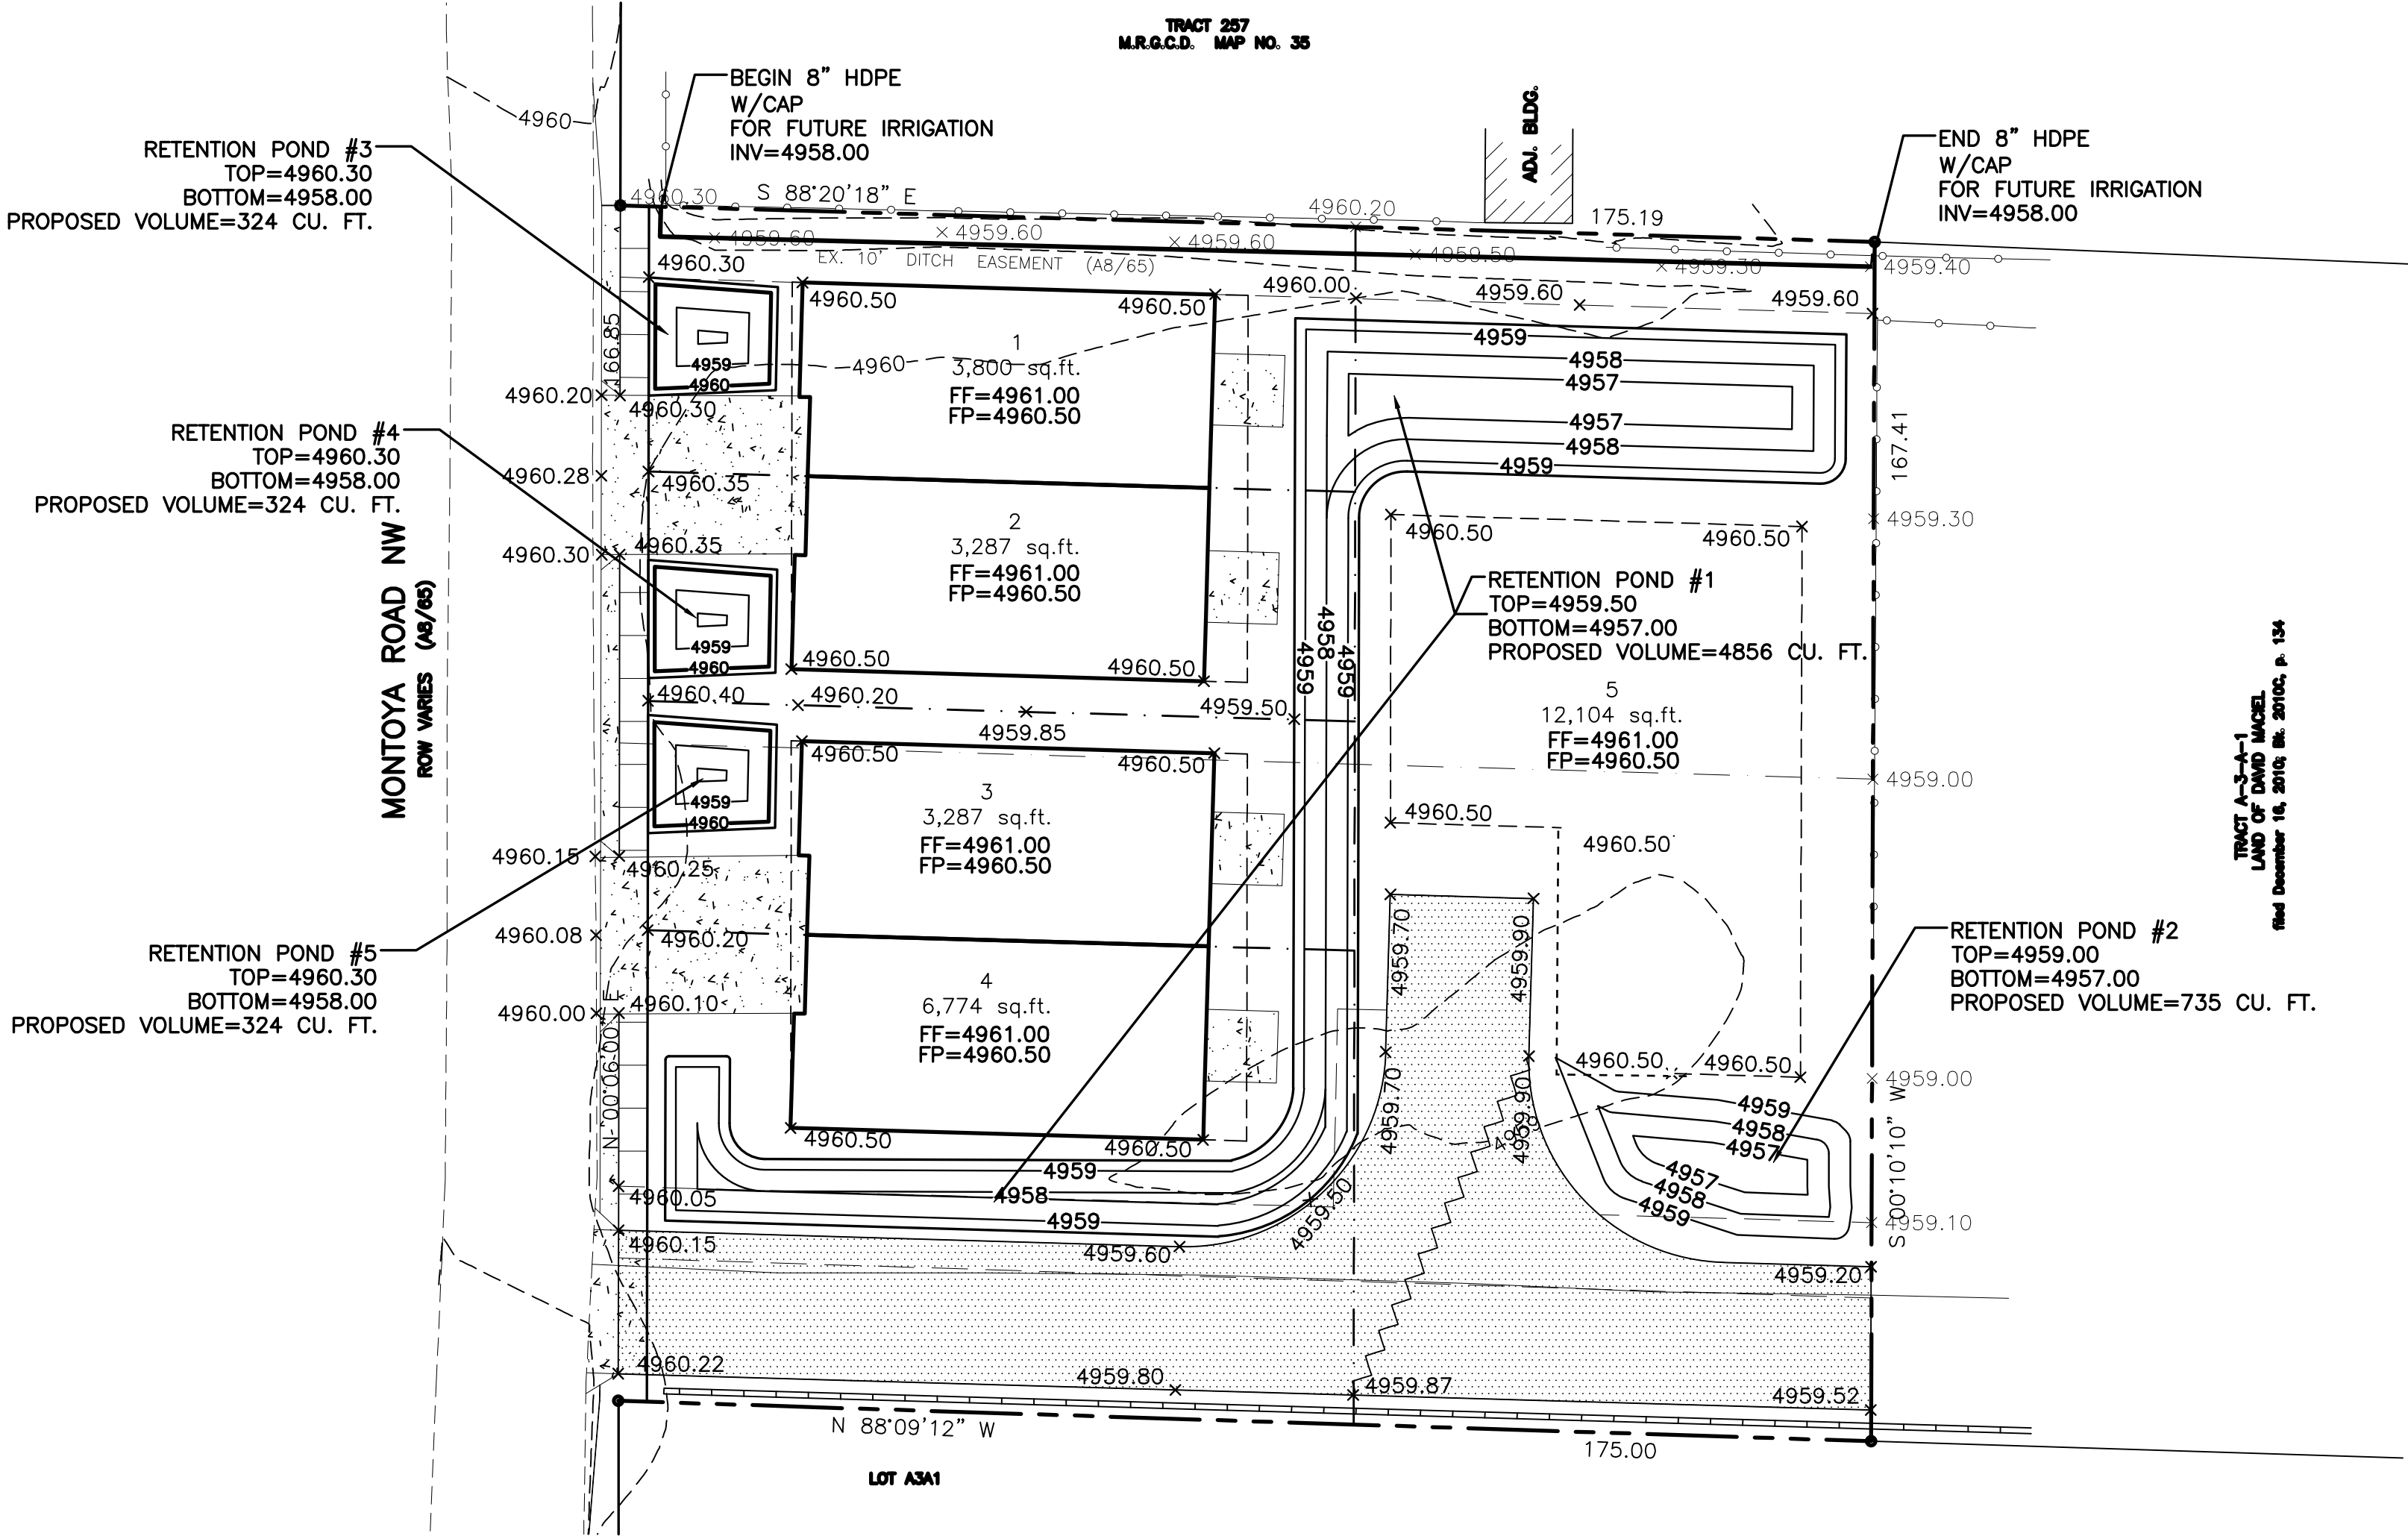 TRACT 257
M.R.G.C.D. MAP NO. 35
BEGIN 8" HDPE
W/CAP
FOR FUTURE IRRIGATION
INV=4958.00
ADJ. BLDG.
END 8" HDPE
W/CAP
FOR FUTURE IRRIGATION
INV=4958.00
4960
RETENTION POND #3
TOP=4960.30
BOTTOM=4958.00
PROPOSED VOLUME=324 CU. FT.
4960.30
S 88°20'18" E
4960.20
175.19
4959.60
4959.60
4959.60
4959.50
4959.30
4959.40
EX. 10' DITCH EASEMENT (A8/65)
4960.30
4960.50
4960.50
4960.00
4959.60
4959.60
166.85
4959
4960
4960
1
3,800 sq.ft.
FF=4961.00
FP=4960.50
4959
4958
4957
4957
4958
4959
167.41
4960.20
4960.30
RETENTION POND #4
TOP=4960.30
BOTTOM=4958.00
PROPOSED VOLUME=324 CU. FT.
4960.28
4960.35
4960.30
4960.35
2
3,287 sq.ft.
FF=4961.00
FP=4960.50
4960.50
4960.50
4959.30
MONTOYA ROAD NW
ROW VARIES (A8/65)
4959
4960
4960.50
4960.50
4959
4958
4959
RETENTION POND #1
TOP=4959.50
BOTTOM=4957.00
PROPOSED VOLUME=4856 CU. FT.
4960.40
4960.20
4959.85
4959.50
5
12,104 sq.ft.
FF=4961.00
FP=4960.50
TRACT A-3-A-1
LAND OF DAVID MACIEL
filed December 16, 2010; Bk. 2010C, p. 134
4960.50
4960.50
4959
4960
3
3,287 sq.ft.
FF=4961.00
FP=4960.50
4959.00
4960.50
4960.50
4960.15
4960.25
4960.08
4960.20
RETENTION POND #5
TOP=4960.30
BOTTOM=4958.00
PROPOSED VOLUME=324 CU. FT.
4959.70
4959.90
RETENTION POND #2
TOP=4959.00
BOTTOM=4957.00
PROPOSED VOLUME=735 CU. FT.
4960.00
4960.10
4
6,774 sq.ft.
FF=4961.00
FP=4960.50
N 00°06'00" E
4960.50
4960.50
4959.70
4959.90
4960.50
4960.50
4959.00
4959
4958
4957
4957
4958
4959
S 00°10'10" W
4959
4958
4959
4960.05
4959.50
4959.10
4960.15
4959.60
4959.20
4960.22
4959.80
4959.87
4959.52
N 88°09'12" W
175.00
LOT A3A1